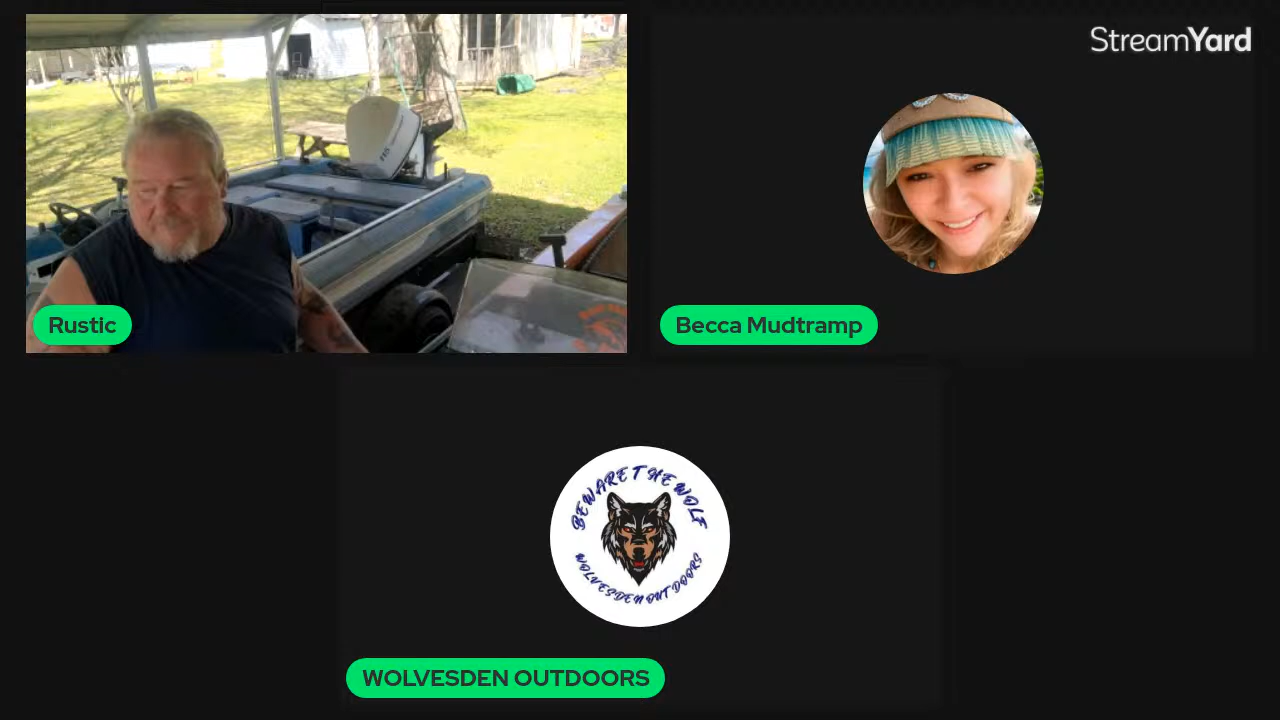 StreamYard
Rustic
Becca Mudtramp
BEWARE THE WOLF
WOLVESDEN OUTDOORS
WOLVESDEN OUTDOORS